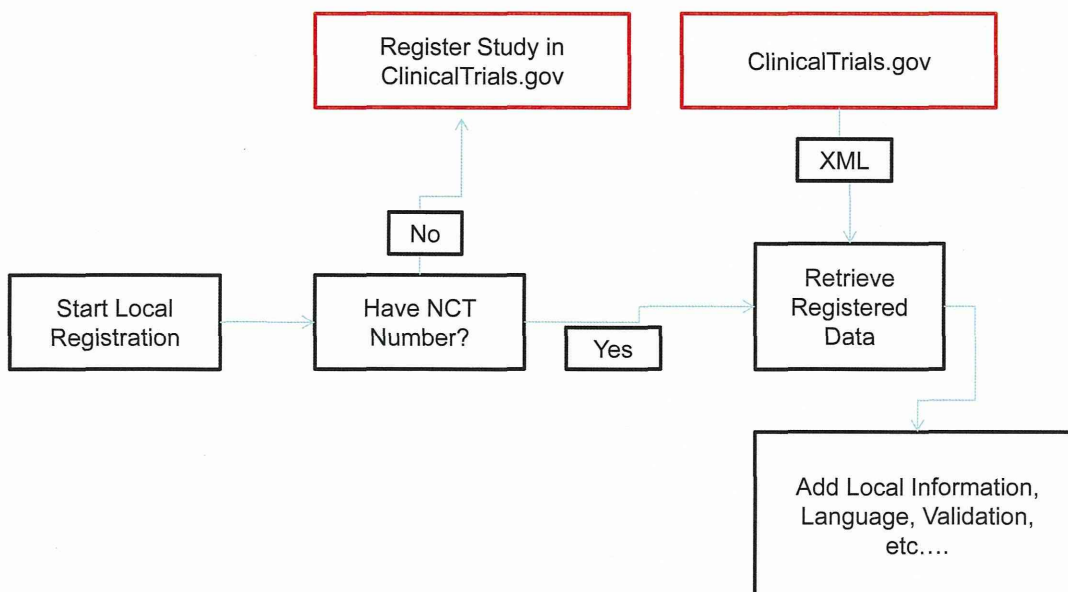 Register Study in
ClinicalTrials.gov
ClinicalTrials.gov
XML
No
Start Local
Registration
Have NCT
Number?
Yes
Retrieve
Registered
Data
Add Local Information,
Language, Validation,
etc....